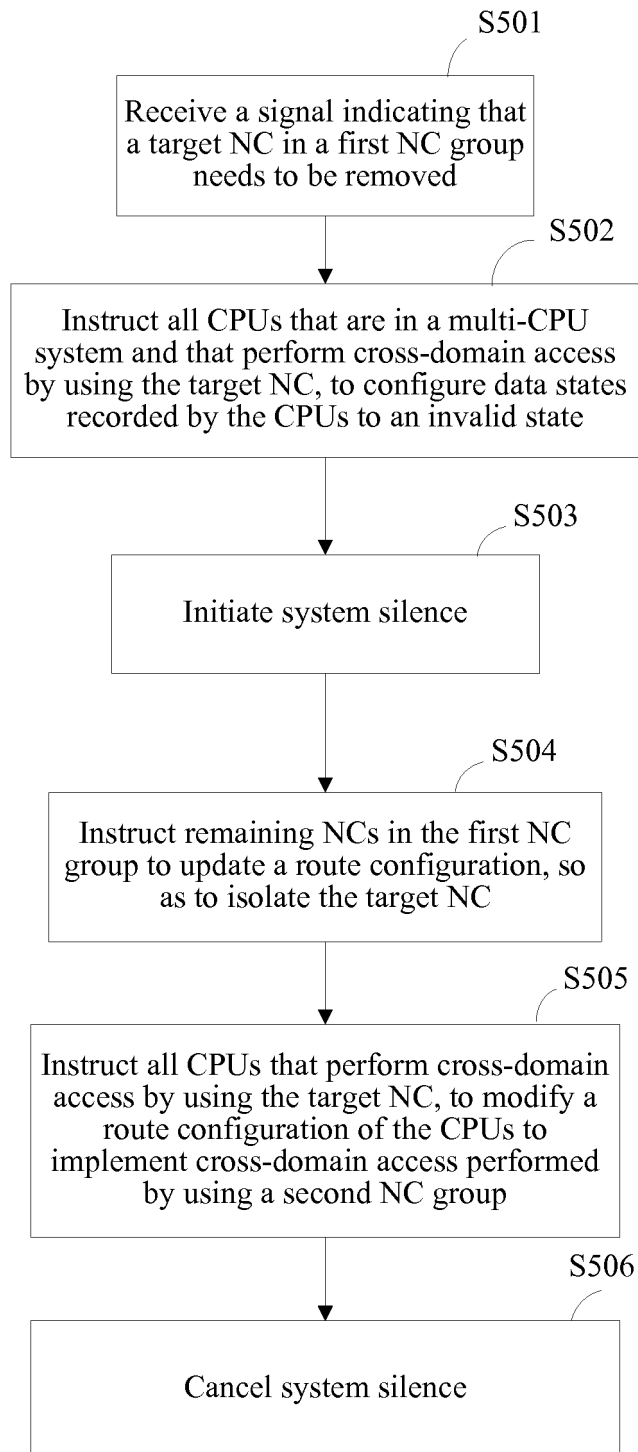 S501
Receive a signal indicating that
a target NC in a first NC group
needs to be removed
S502
Instruct all CPUs that are in a multi-CPU
system and that perform cross-domain access
by using the target NC, to configure data states
recorded by the CPUs to an invalid state
S503
Initiate system silence
S504
Instruct remaining NCs in the first NC
group to update a route configuration, so
as to isolate the target NC
S505
Instruct all CPUs that perform cross-domain
access by using the target NC, to modify a
route configuration of the CPUs to
implement cross-domain access performed
by using a second NC group
S506
Cancel system silence